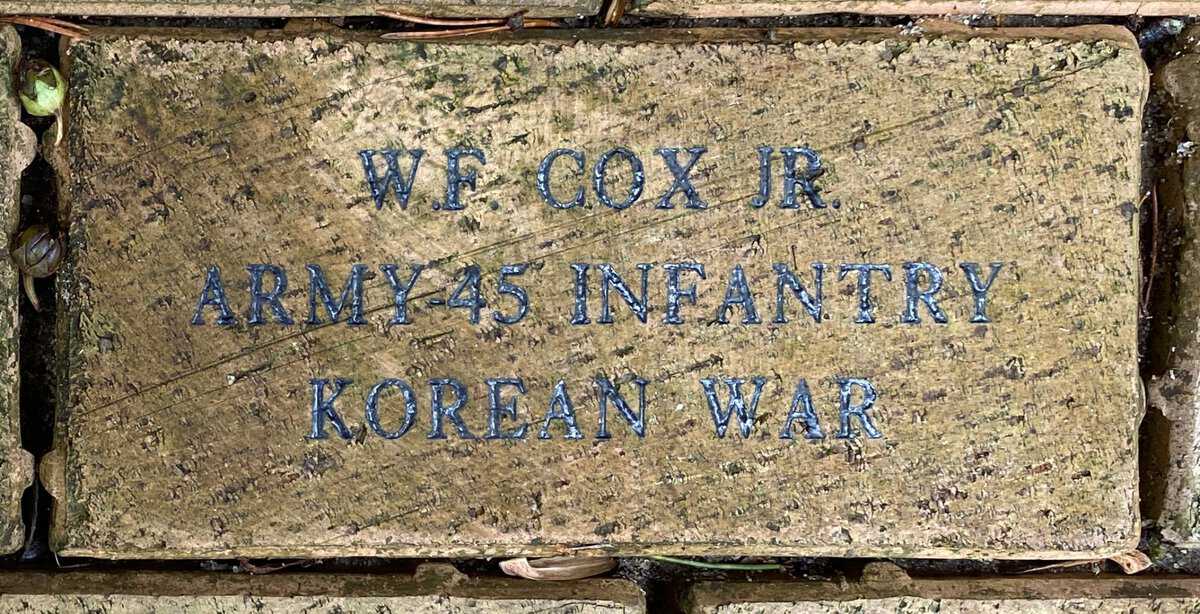 W.F. COX JR.
ARMY-45 INFANTRY
KOREAN WAR